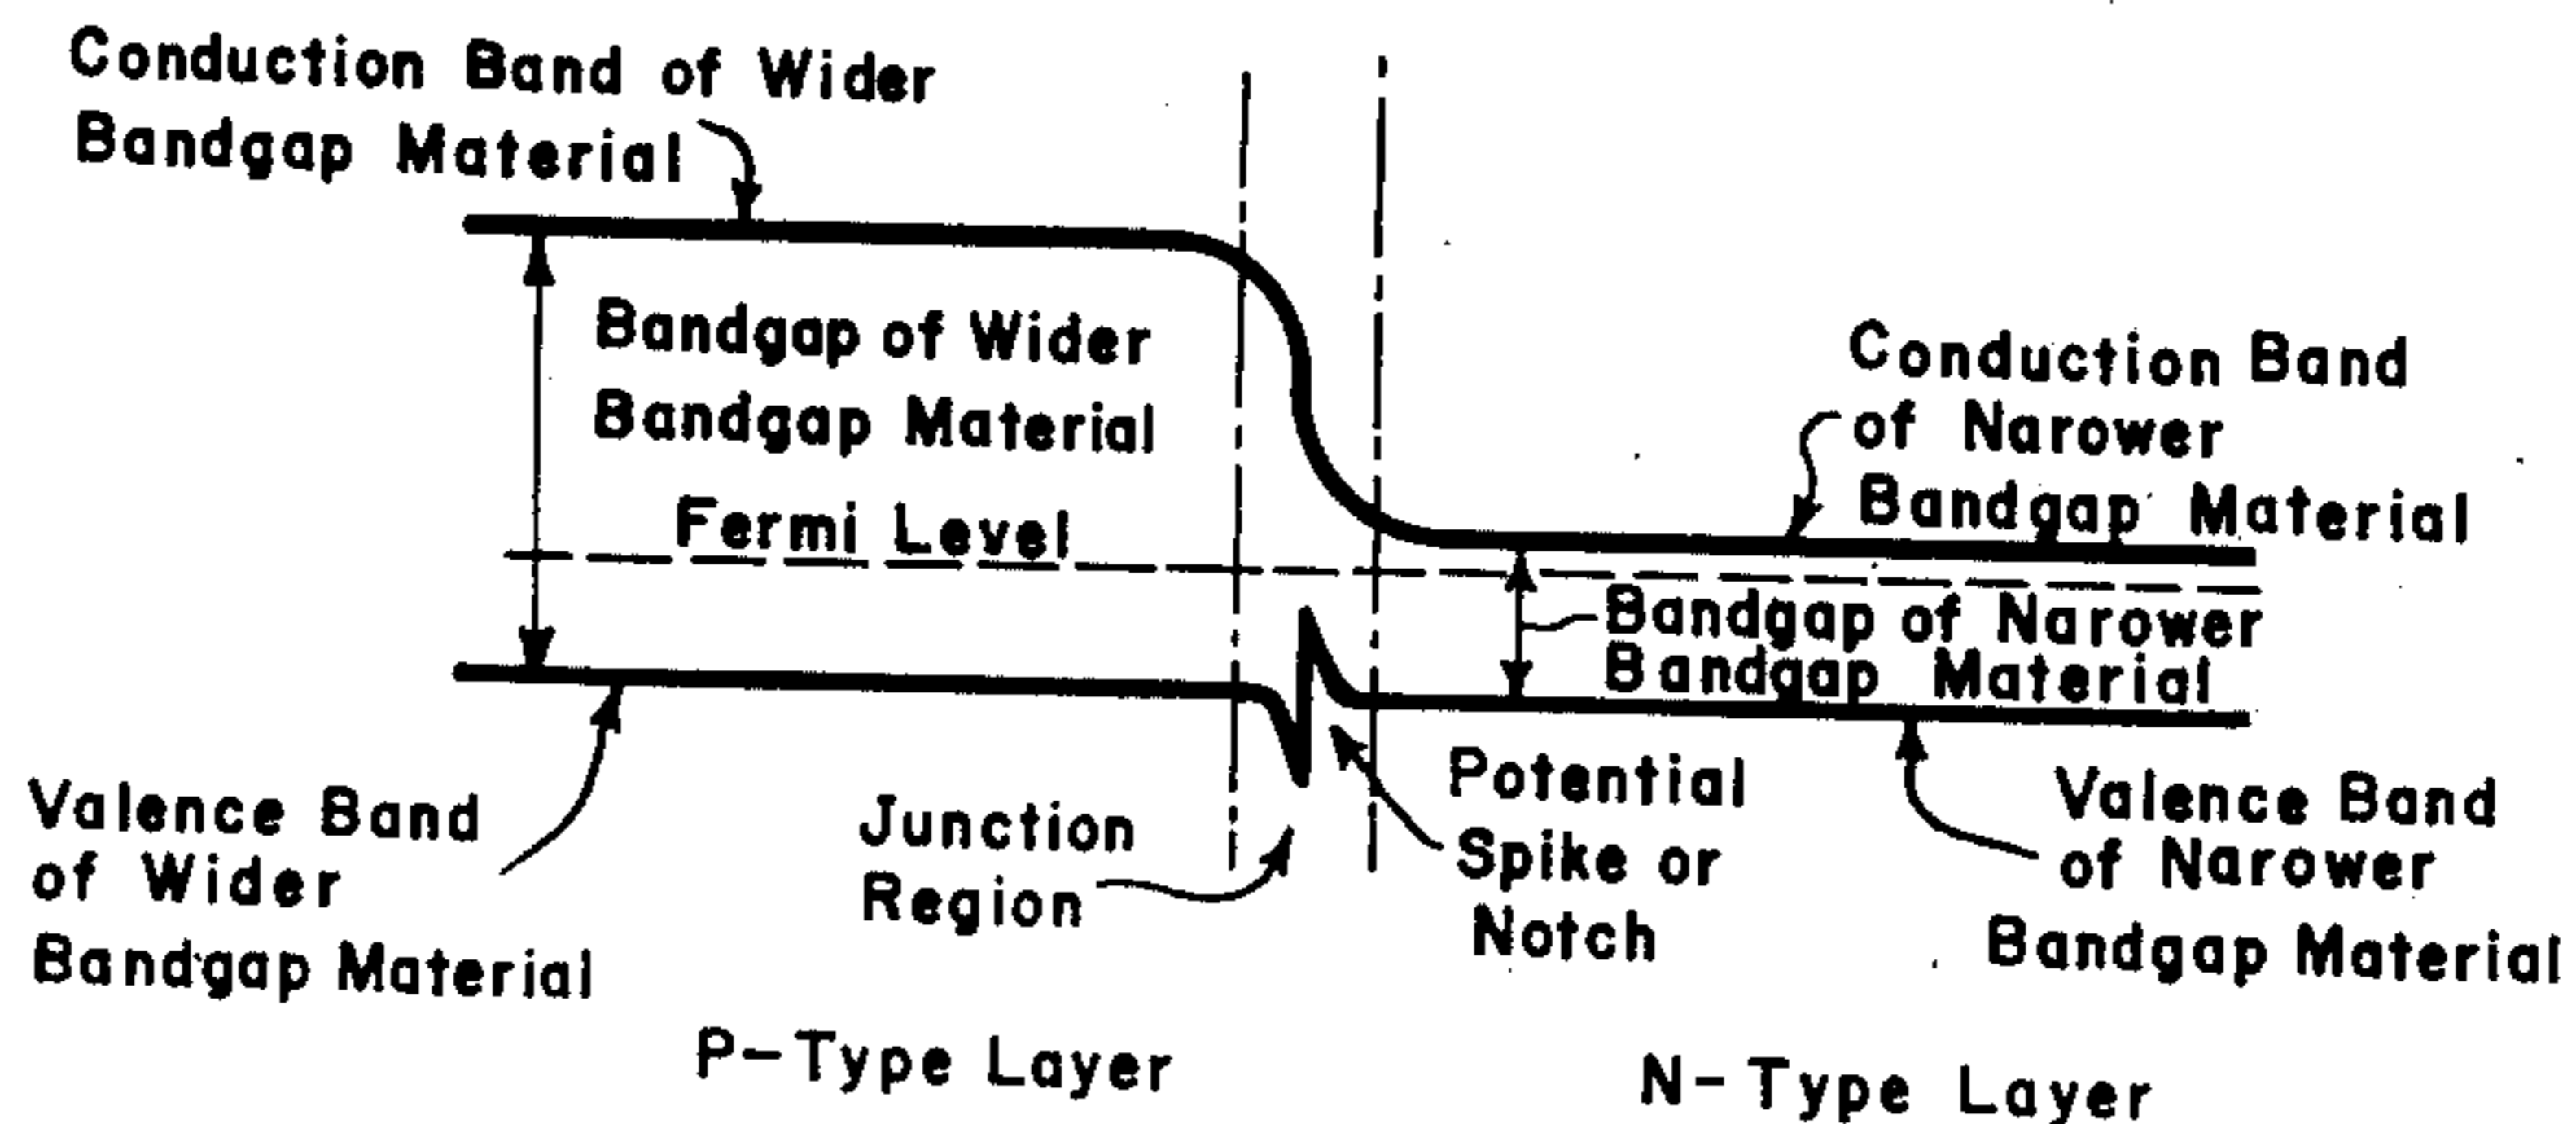 Conduction Band of Wider
Bandgap Material
Bandgap of Wider
Bandgap Material
Fermi Level
Conduction Band
of Narower
Bandgap Material
Bandgap of Narower
Bandgap Material
Valence Band
of Wider
Bandgap Material
Junction
Region
Potential
Spike or
Notch
Valence Band
of Narower
Bandgap Material
P-Type Layer
N-Type Layer